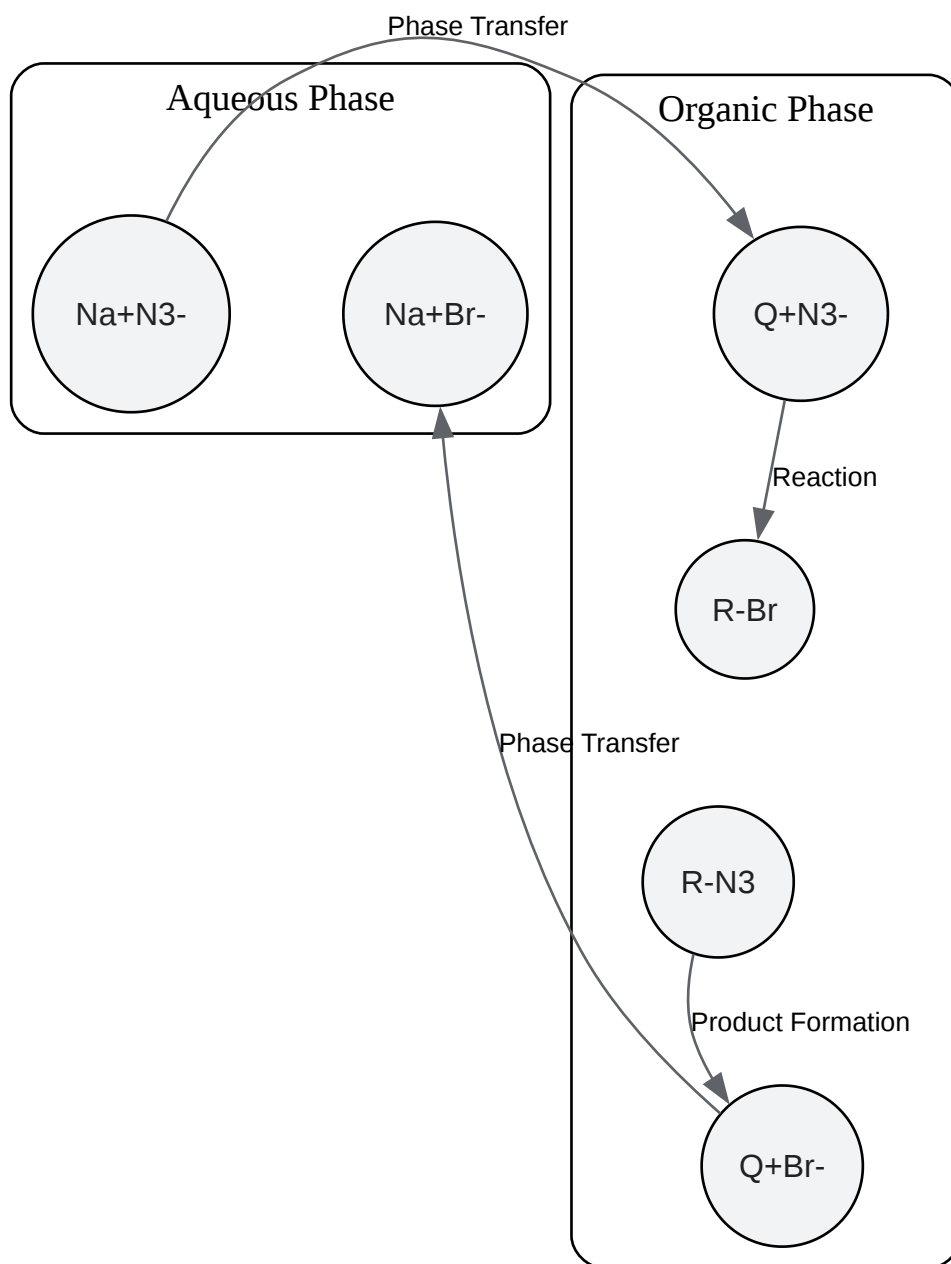 Phase Transfer
Aqueous Phase
Organic Phase
Na+N3-
Na+Br-
Q+N3-
Reaction
R-Br
Phase Transfer
R-N3
Product Formation
Q+Br-